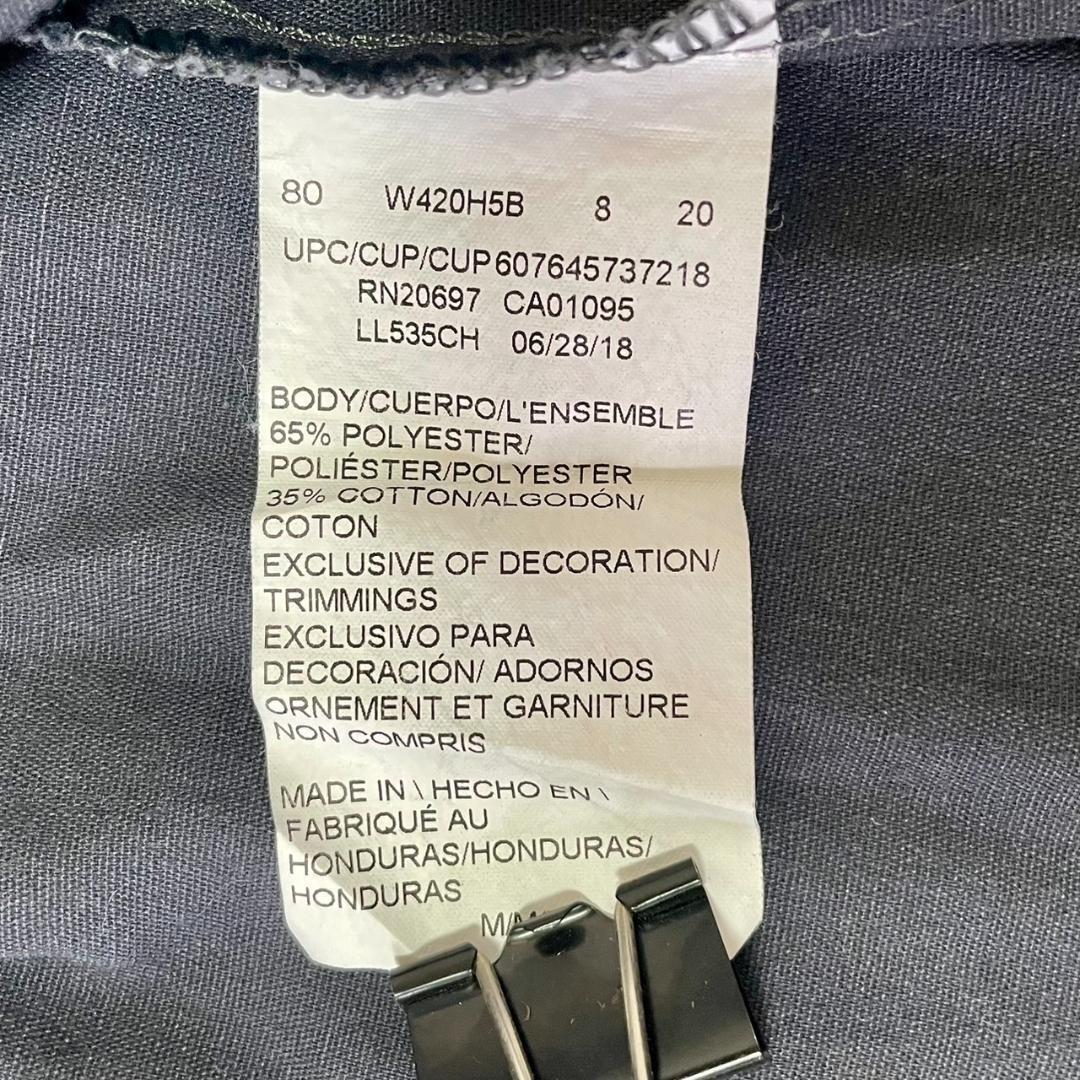 80 W420H5B 8 20
UPC/CUP/CUP 607645737218
RN20697 CA01095
LL535CH 06/28/18
BODY/CUERPO/L'ENSEMBLE
65% POLYESTER/
POLIÉSTER/POLYESTER
35% COTTON/ALGODÓN/
COTON
EXCLUSIVE OF DECORATION/
TRIMMINGS
EXCLUSIVO PARA
DECORACIÓN/ ADORNOS
ORNEMENT ET GARNITURE
NON COMPRIS
MADE IN \ HECHO EN \
FABRIQUÉ AU
HONDURAS/HONDURAS/
HONDURAS